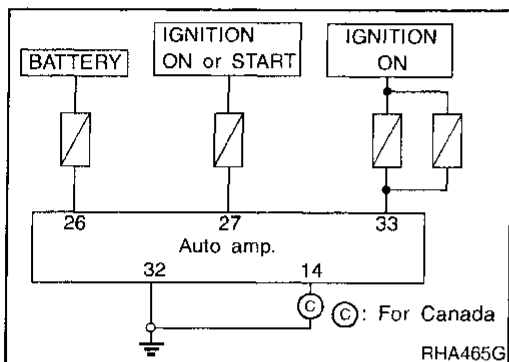 BATTERY
IGNITION
ON or START
IGNITION
ON
26
27
33
Auto amp.
32
14
C C: For Canada
RHA465G